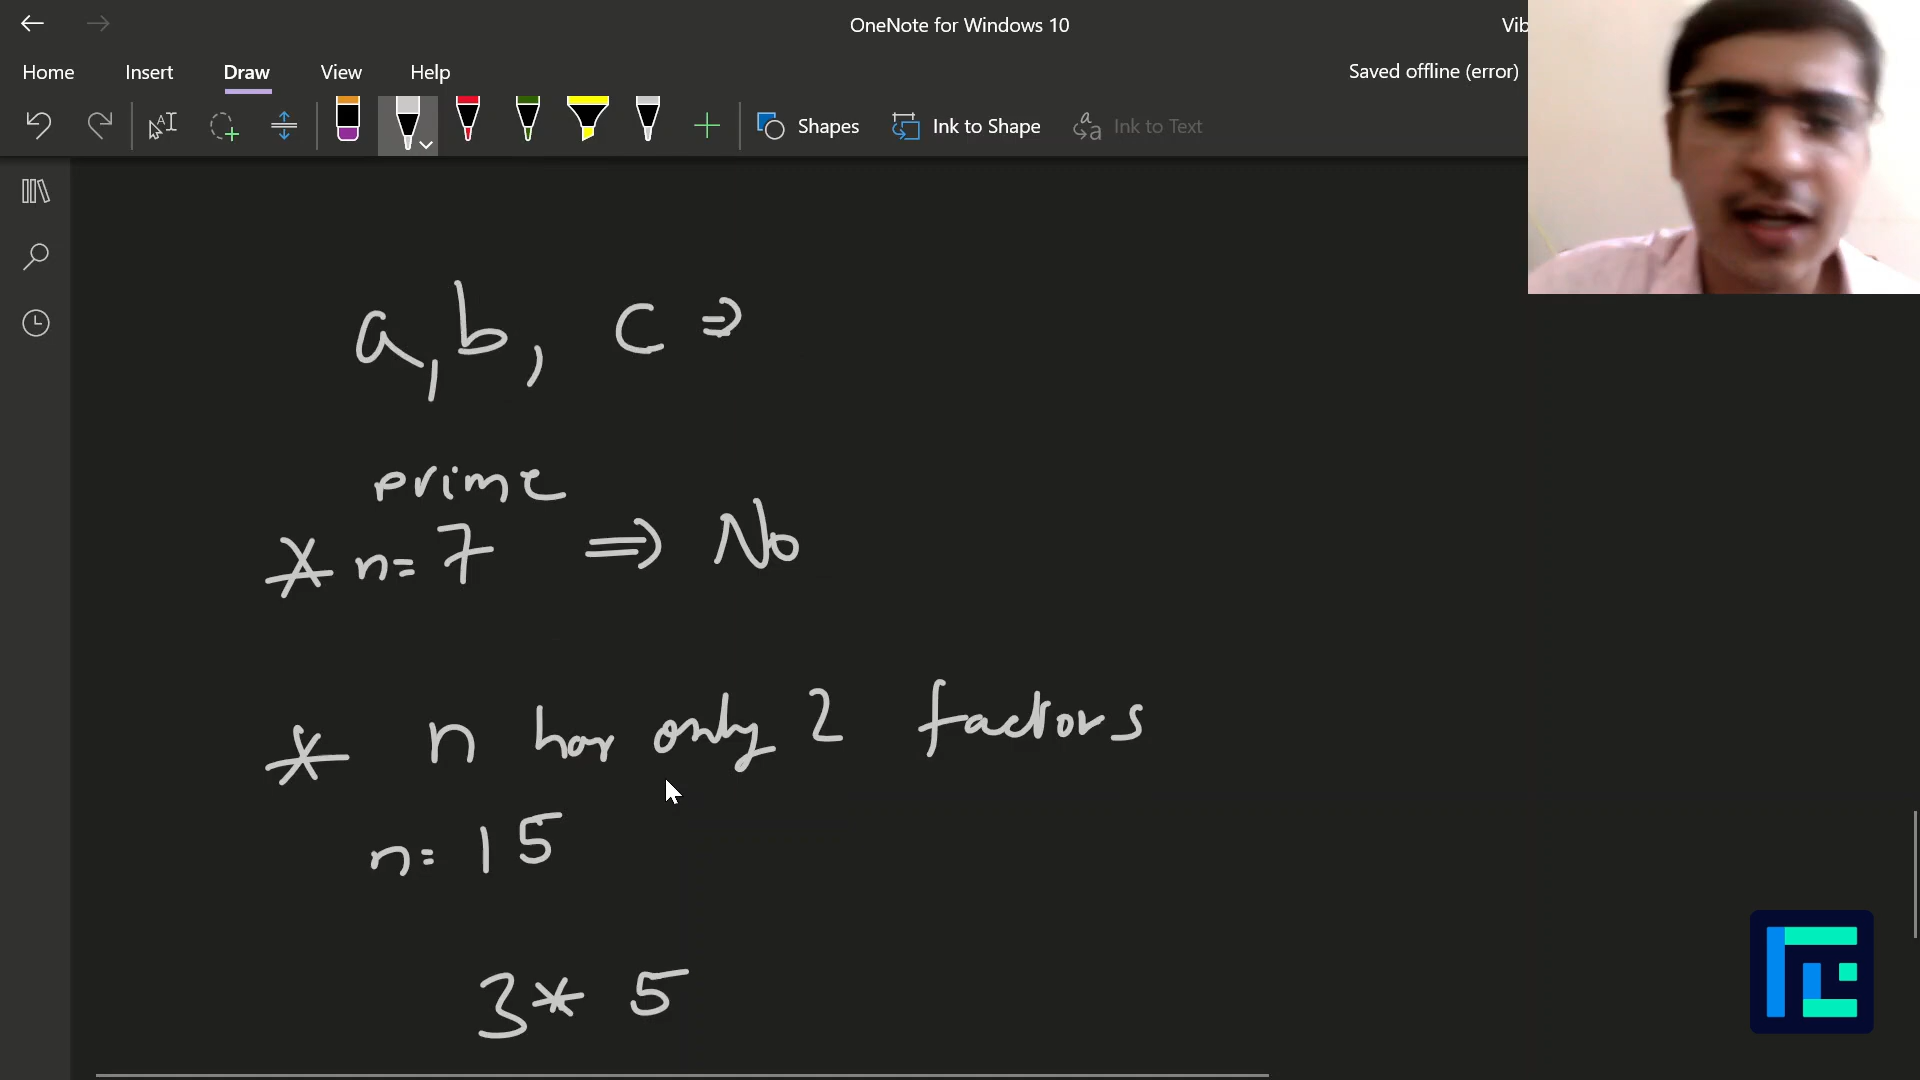 OneNote for Windows 10
Vib
Home Insert Draw View Help
Saved offline (error)
Shapes Ink to Shape Ink to Text
a, b, c ⇒
prime
* n = 7 ⇒ No
* n has only 2 factors
n = 15
3 * 5